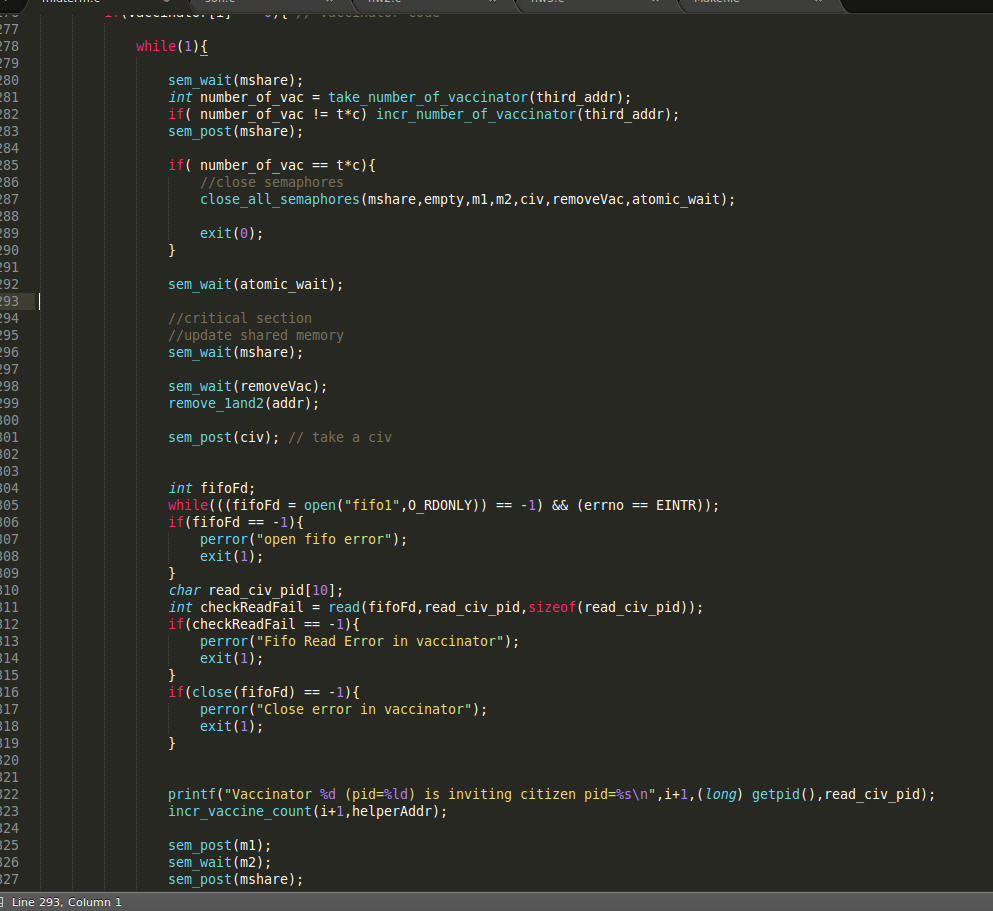 midterm.c son.c hw2.c hw5.c Makefile
277
278 while(1){
279
280 sem_wait(mshare);
281 int number_of_vac = take_number_of_vaccinator(third_addr);
282 if( number_of_vac != t*c) incr_number_of_vaccinator(third_addr);
283 sem_post(mshare);
284
285 if( number_of_vac == t*c){
286 //close semaphores
287 close_all_semaphores(mshare,empty,m1,m2,civ,removeVac,atomic_wait);
288
289 exit(0);
290 }
291
292 sem_wait(atomic_wait);
293
294 //critical section
295 //update shared memory
296 sem_wait(mshare);
297
298 sem_wait(removeVac);
299 remove_1and2(addr);
300
301 sem_post(civ); // take a civ
302
303
304 int fifoFd;
305 while(((fifoFd = open("fifo1",O_RDONLY)) == -1) && (errno == EINTR));
306 if(fifoFd == -1){
307 perror("open fifo error");
308 exit(1);
309 }
310 char read_civ_pid[10];
311 int checkReadFail = read(fifoFd,read_civ_pid,sizeof(read_civ_pid));
312 if(checkReadFail == -1){
313 perror("Fifo Read Error in vaccinator");
314 exit(1);
315 }
316 if(close(fifoFd) == -1){
317 perror("Close error in vaccinator");
318 exit(1);
319 }
320
321
322 printf("Vaccinator %d (pid=%ld) is inviting citizen pid=%s\n",i+1,(long) getpid(),read_civ_pid);
323 incr_vaccine_count(i+1,helperAddr);
324
325 sem_post(m1);
326 sem_wait(m2);
327 sem_post(mshare);
Line 293, Column 1